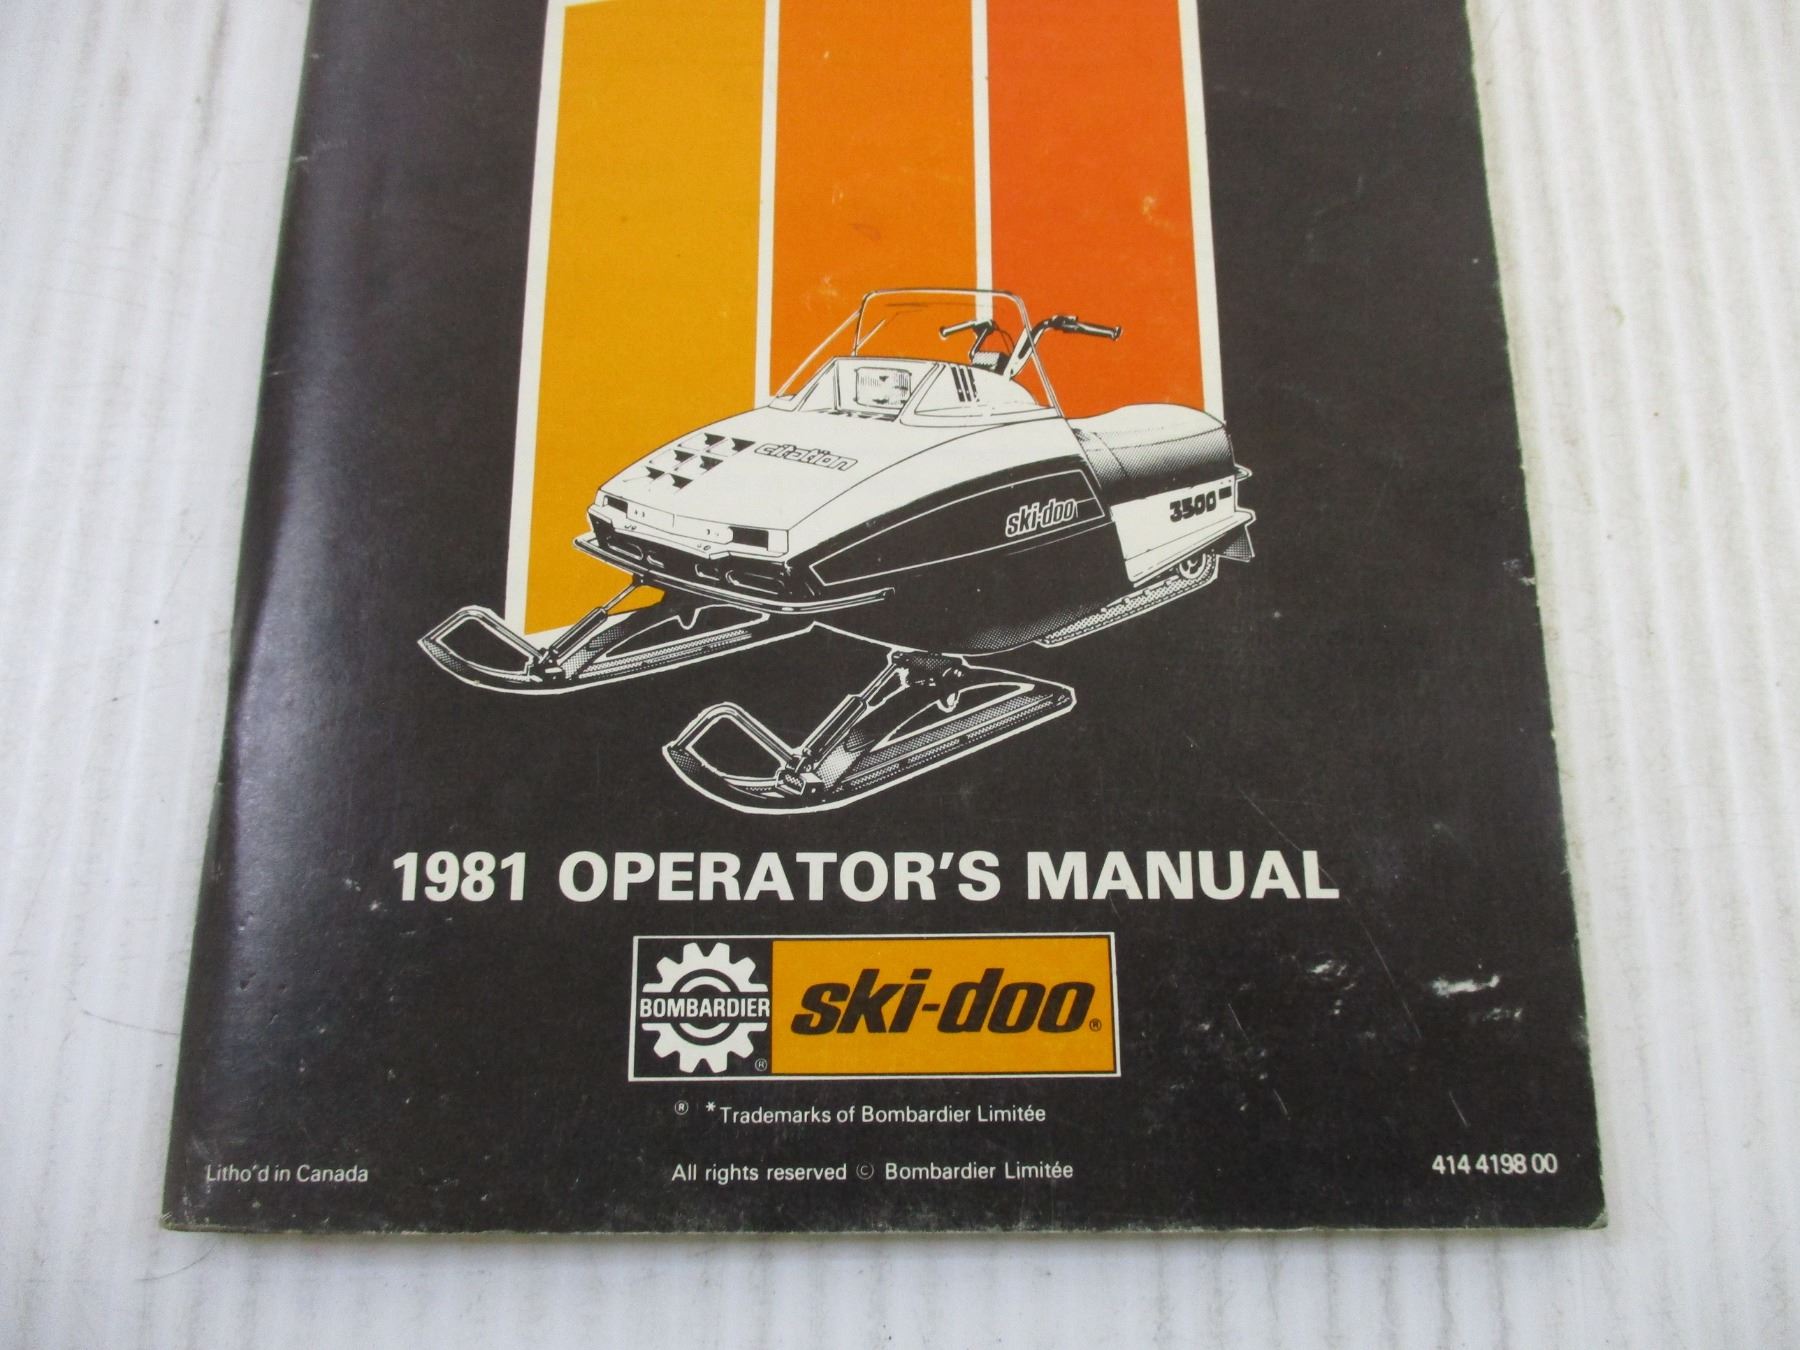 citation
ski-doo
3500
1981 OPERATOR'S MANUAL
BOMBARDIER
®
ski-doo®
® *Trademarks of Bombardier Limitée
Litho'd in Canada
All rights reserved © Bombardier Limitée
414 4198 00